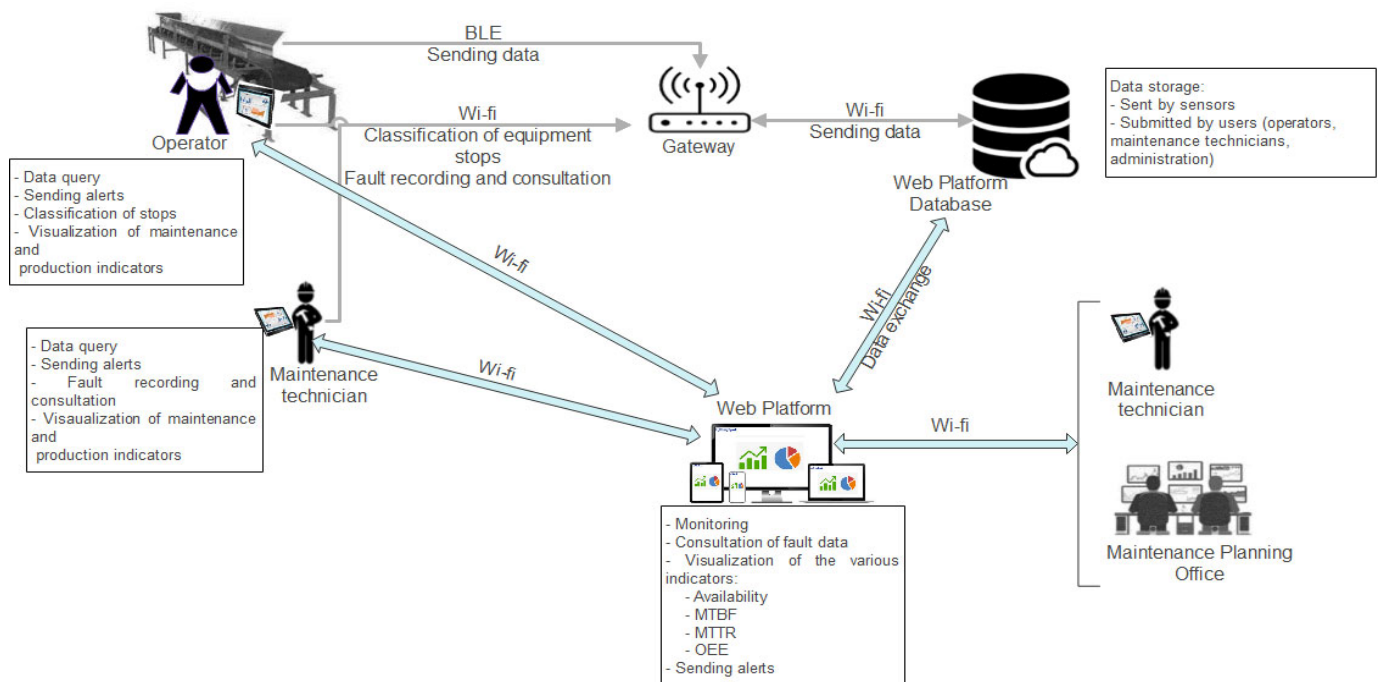 BLE
Sending data
Wi-fi
Classification of equipment
stops
Fault recording and consultation
Operator
Gateway
Wi-fi
Sending data
Web Platform
Database
Data storage:
- Sent by sensors
- Submitted by users (operators,
maintenance technicians,
administration)
- Data query
- Sending alerts
- Classification of stops
- Visualization of maintenance
and
production indicators
Wi-fi
Wi-fi
Data exchange
- Data query
- Sending alerts
- Fault recording and
consultation
- Visaualization of maintenance
and
production indicators
Maintenance
technician
Wi-fi
Web Platform
Wi-fi
Maintenance
technician
Maintenance Planning
Office
- Monitoring
- Consultation of fault data
- Visualization of the various
indicators:
- Availability
- MTBF
- MTTR
- OEE
- Sending alerts